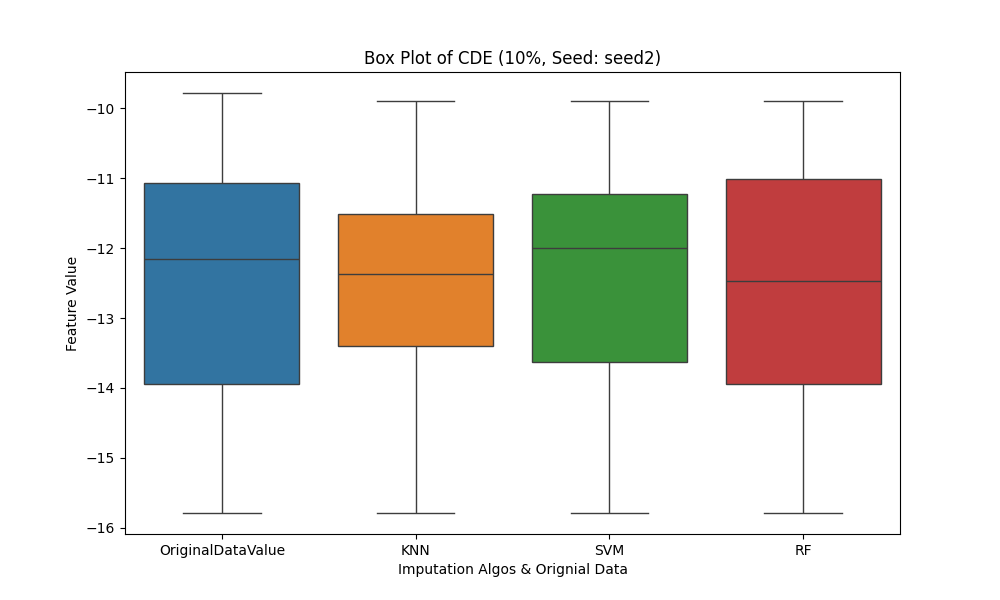 Box Plot of CDE (10%, Seed: seed2)
Feature Value
−10
−11
−12
−13
−14
−15
−16
OriginalDataValue KNN SVM RF
Imputation Algos & Orignial Data